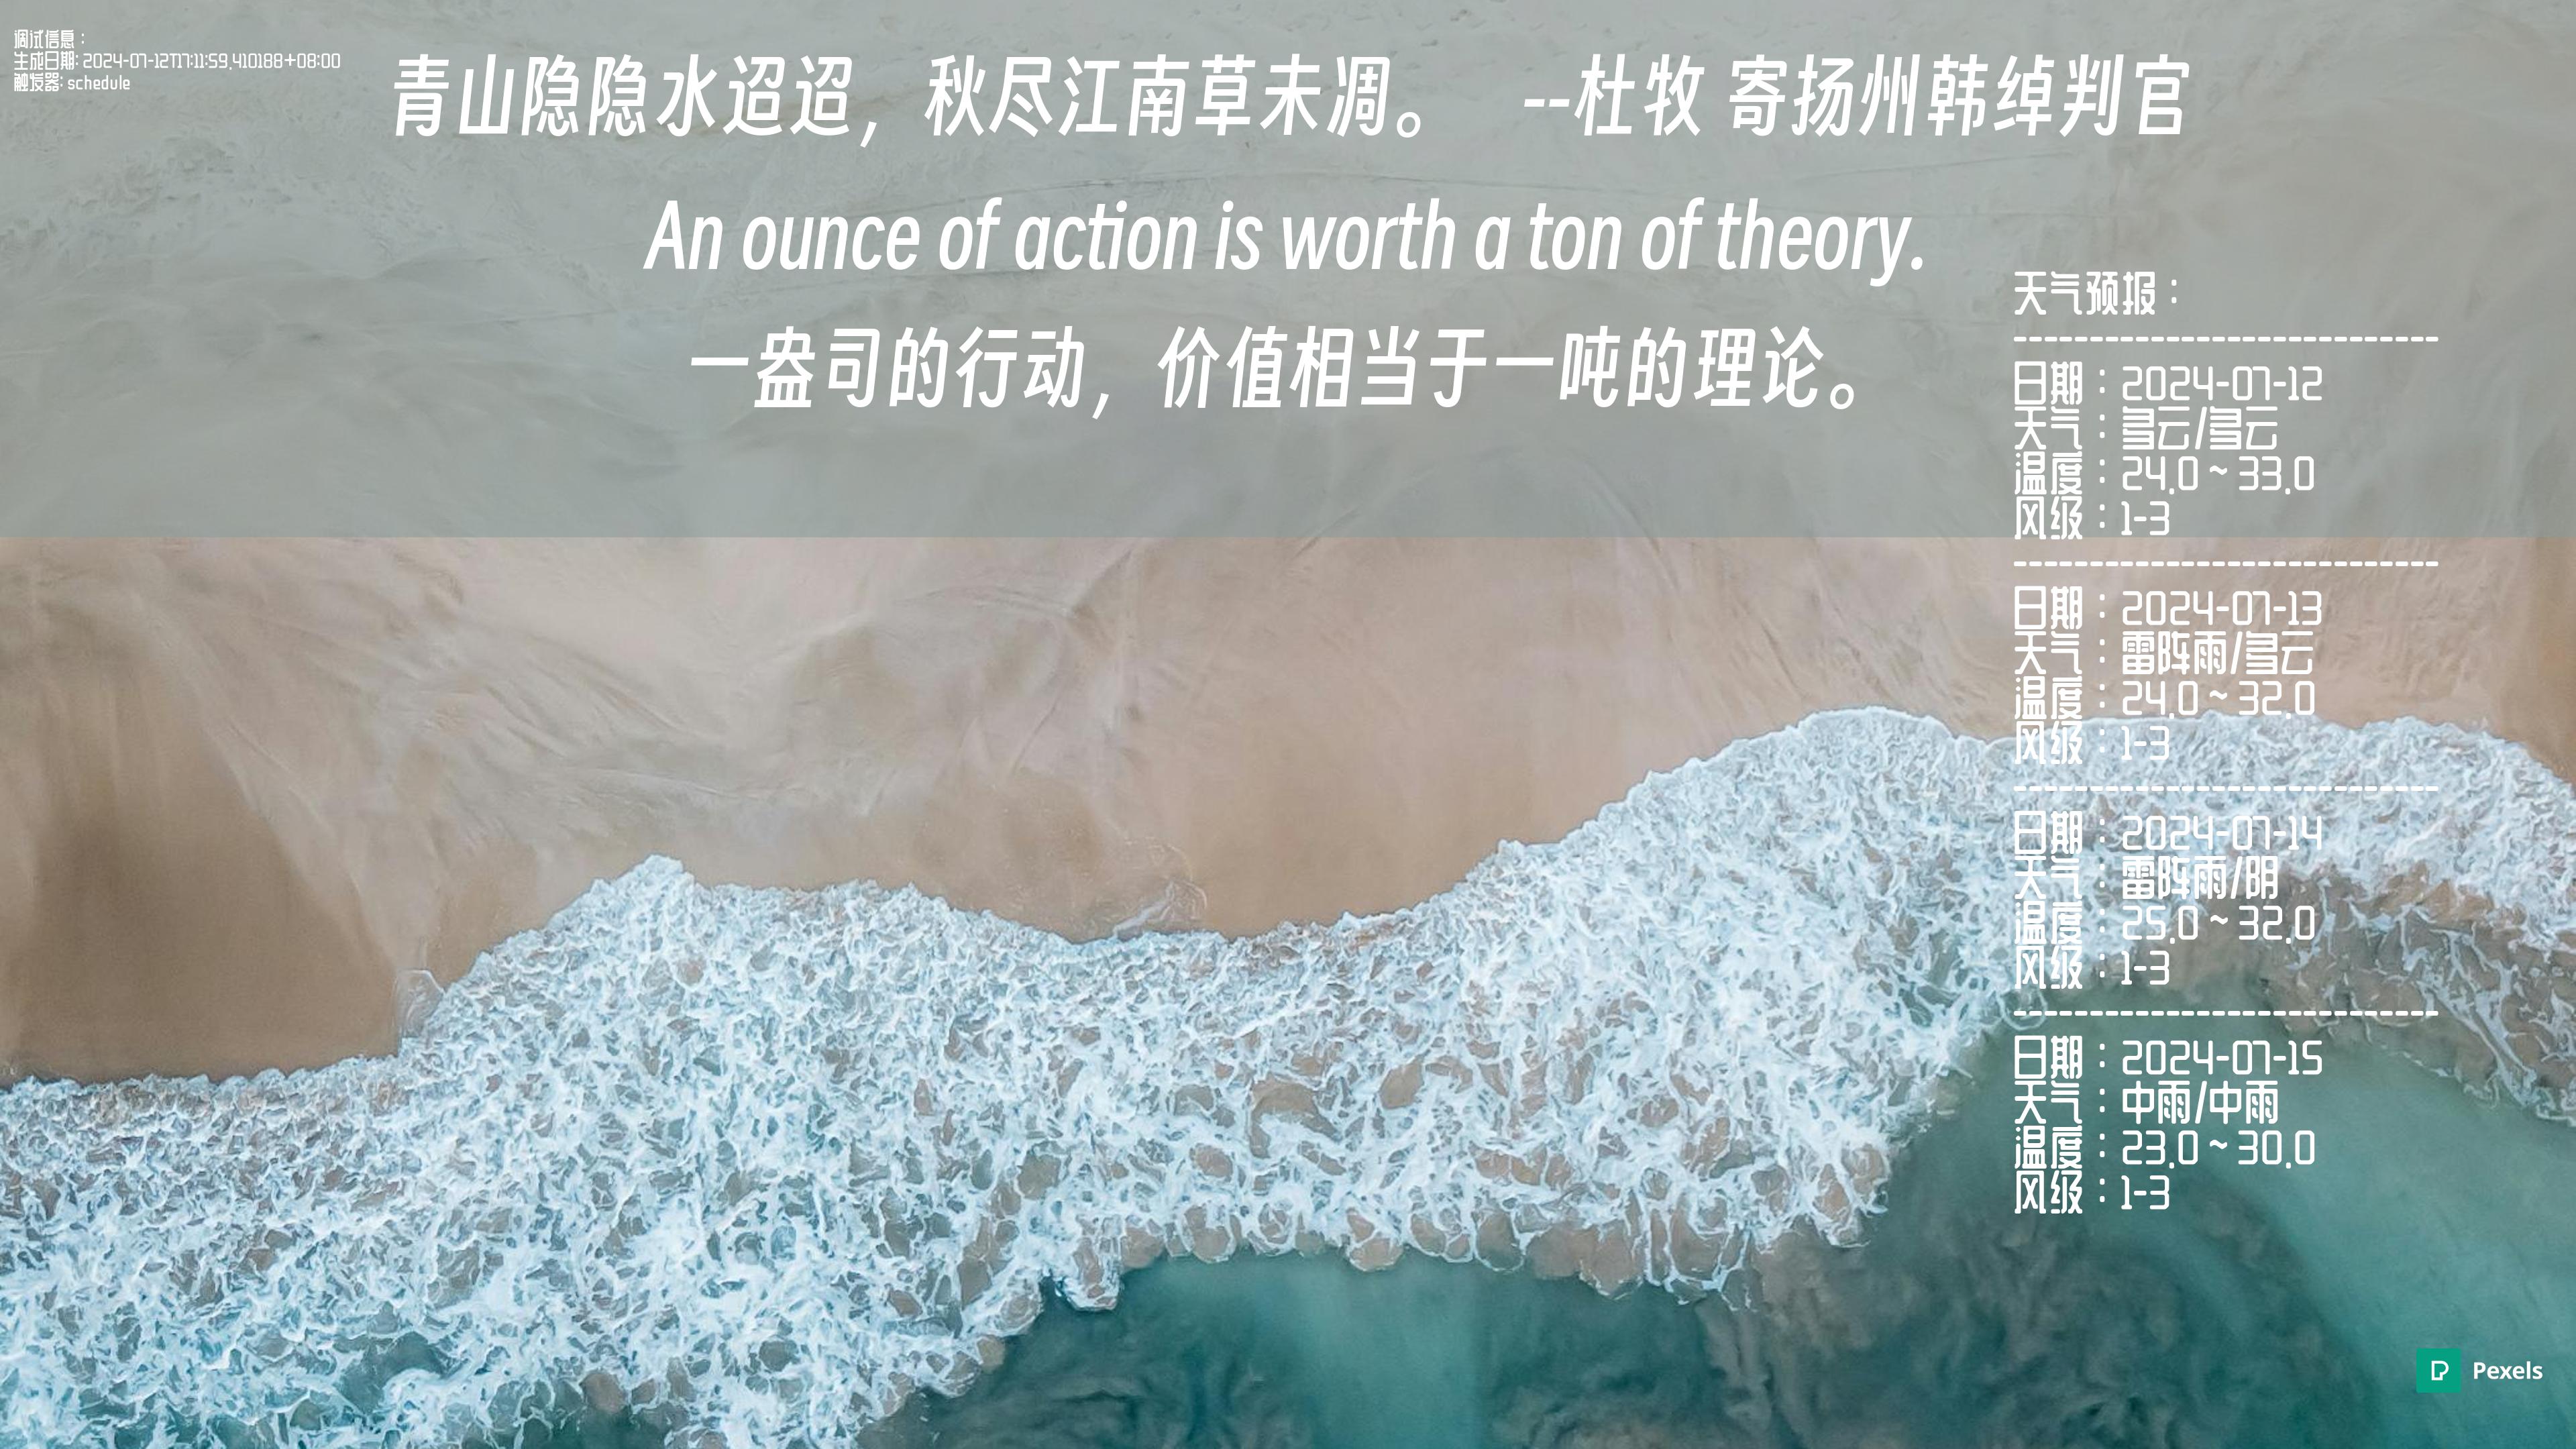 调试信息：
生成日期: 2024-07-12T17:11:59.410188+08:00
触发器: schedule
青山隐隐水迢迢，秋尽江南草未凋。 --杜牧 寄扬州韩绰判官
An ounce of action is worth a ton of theory.
一盎司的行动，价值相当于一吨的理论。
天气预报：
----------------------------
日期：2024-07-12
天气：多云/多云
温度：24.0 ~ 33.0
风级：1-3
----------------------------
日期：2024-07-13
天气：雷阵雨/多云
温度：24.0 ~ 32.0
风级：1-3
----------------------------
日期：2024-07-14
天气：雷阵雨/阴
温度：25.0 ~ 32.0
风级：1-3
----------------------------
日期：2024-07-15
天气：中雨/中雨
温度：23.0 ~ 30.0
风级：1-3
Pexels